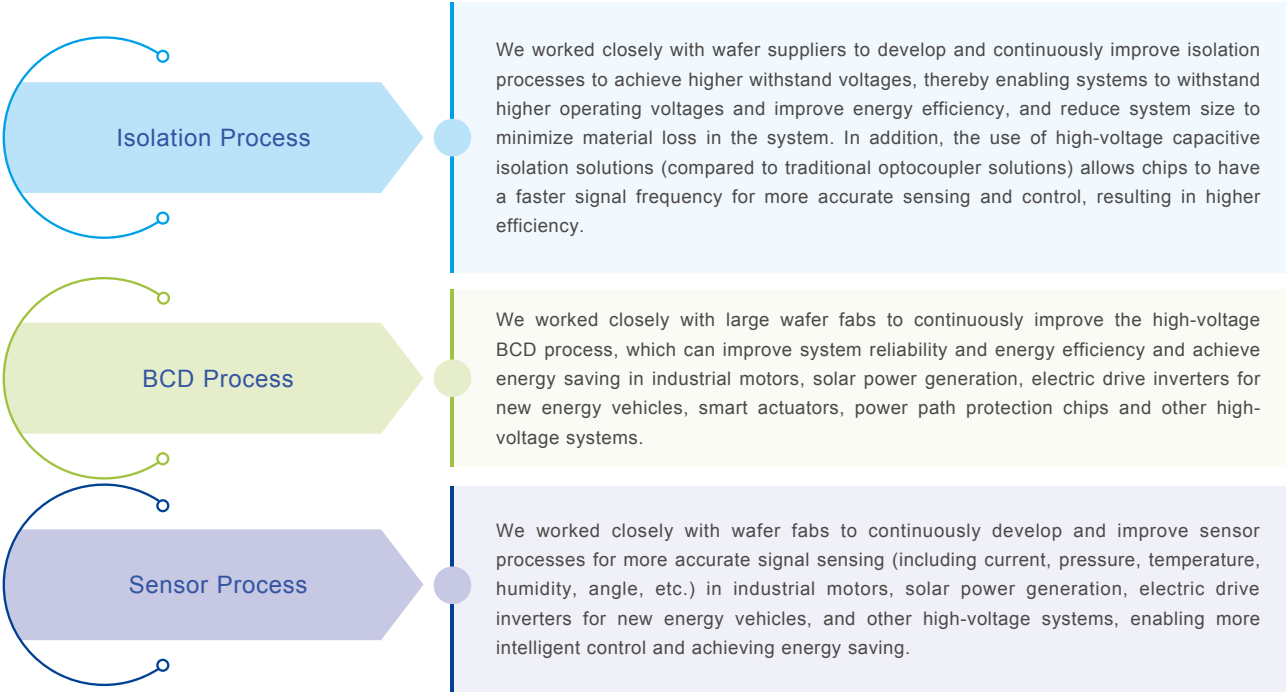 Isolation Process
We worked closely with wafer suppliers to develop and continuously improve isolation
processes to achieve higher withstand voltages, thereby enabling systems to withstand
higher operating voltages and improve energy efficiency, and reduce system size to
minimize material loss in the system. In addition, the use of high-voltage capacitive
isolation solutions (compared to traditional optocoupler solutions) allows chips to have
a faster signal frequency for more accurate sensing and control, resulting in higher
efficiency.
BCD Process
We worked closely with large wafer fabs to continuously improve the high-voltage
BCD process, which can improve system reliability and energy efficiency and achieve
energy saving in industrial motors, solar power generation, electric drive inverters for
new energy vehicles, smart actuators, power path protection chips and other high-
voltage systems.
Sensor Process
We worked closely with wafer fabs to continuously develop and improve sensor
processes for more accurate signal sensing (including current, pressure, temperature,
humidity, angle, etc.) in industrial motors, solar power generation, electric drive
inverters for new energy vehicles, and other high-voltage systems, enabling more
intelligent control and achieving energy saving.